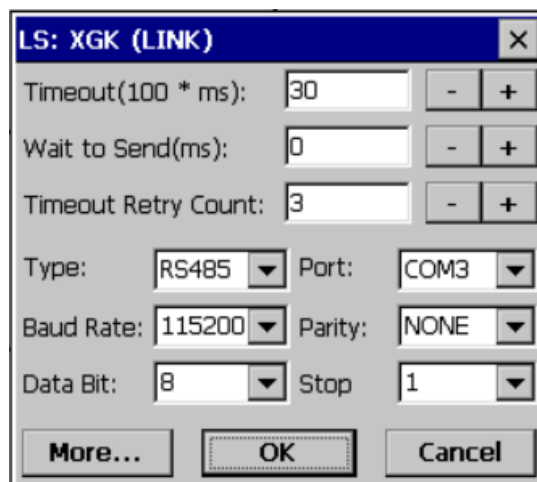 LS: XGK (LINK)
Timeout(100 * ms): 30 - +
Wait to Send(ms): 0 - +
Timeout Retry Count: 3 - +
Type: RS485 Port: COM3
Baud Rate: 115200 Parity: NONE
Data Bit: 8 Stop 1
More... OK Cancel